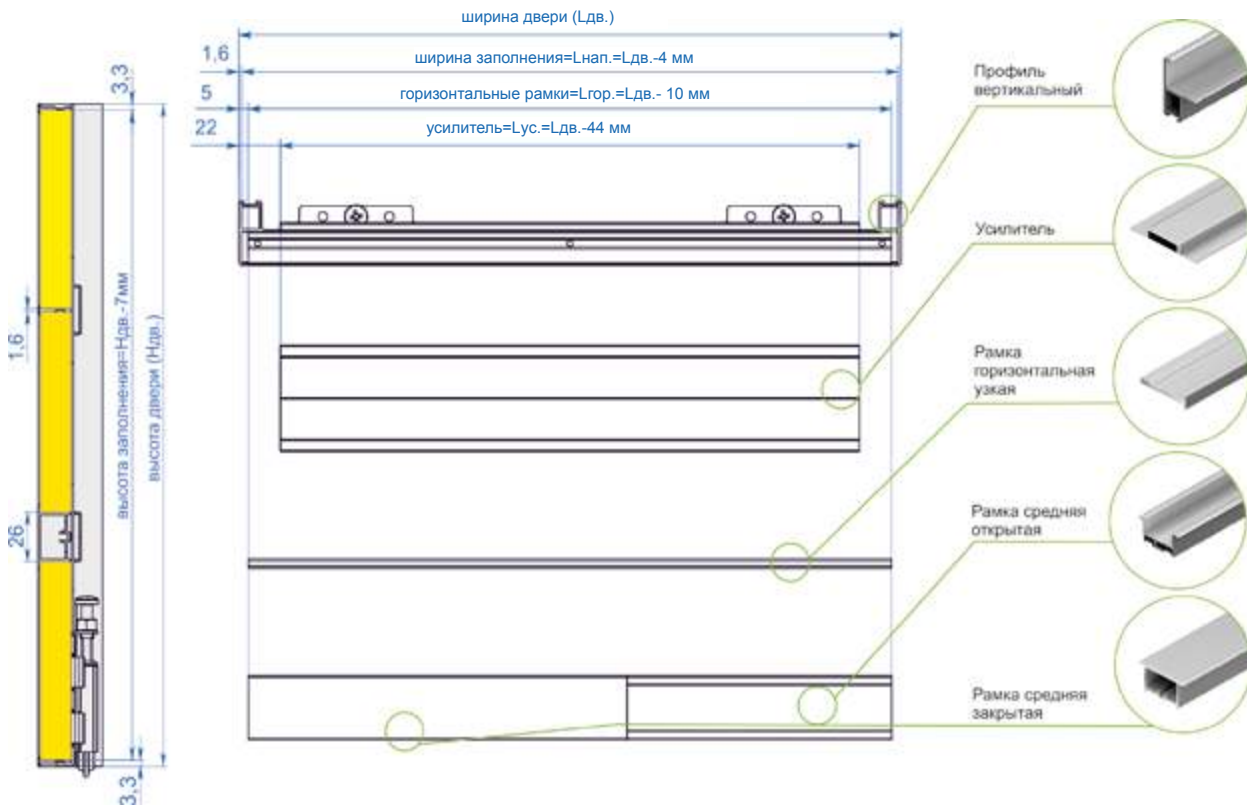 ширина двери (Lдв.)
1,6
ширина заполнения=Lнап.=Lдв.-4 мм
5
горизонтальные рамки=Lгор.=Lдв.- 10 мм
22
усилитель=Lус.=Lдв.-44 мм
3,3
1,6
26
3,3
высота заполнения=Hдв.-7мм
высота двери (Hдв.)
Профиль
вертикальный
Усилитель
Рамка
горизонтальная
узкая
Рамка средняя
открытая
Рамка средняя
закрытая